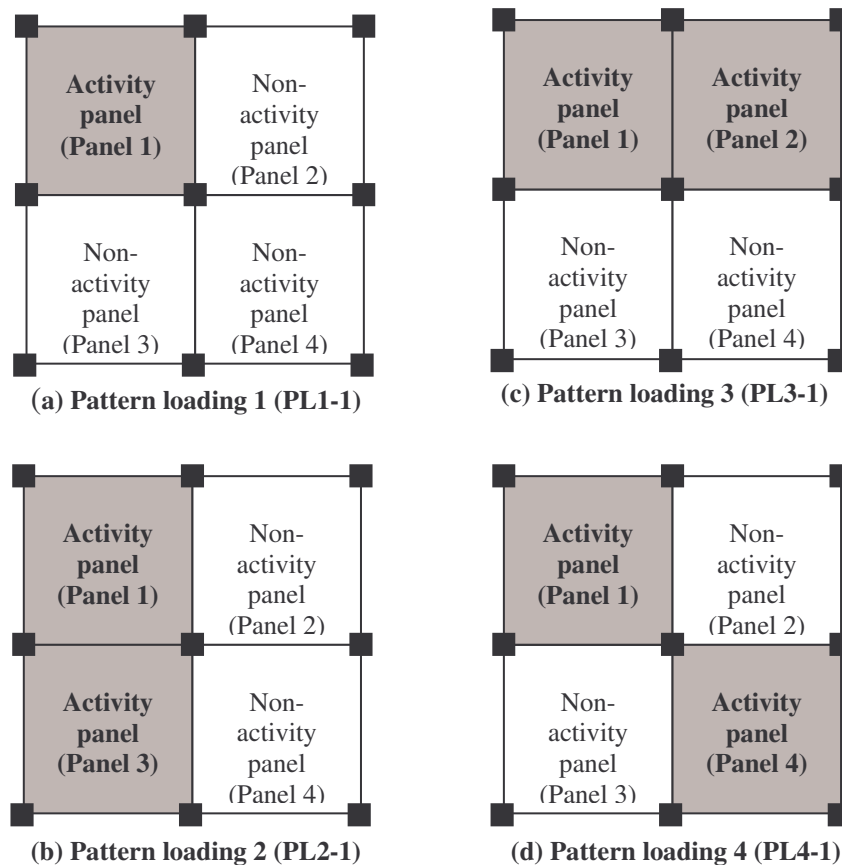 Activity
panel
(Panel 1)
Non-
activity
panel
(Panel 2)
Non-
activity
panel
(Panel 3)
Non-
activity
panel
(Panel 4)
(a) Pattern loading 1 (PL1-1)
Activity
panel
(Panel 1)
Activity
panel
(Panel 2)
Non-
activity
panel
(Panel 3)
Non-
activity
panel
(Panel 4)
(c) Pattern loading 3 (PL3-1)
Activity
panel
(Panel 1)
Non-
activity
panel
(Panel 2)
Activity
panel
(Panel 3)
Non-
activity
panel
(Panel 4)
(b) Pattern loading 2 (PL2-1)
Activity
panel
(Panel 1)
Non-
activity
panel
(Panel 2)
Non-
activity
panel
(Panel 3)
Activity
panel
(Panel 4)
(d) Pattern loading 4 (PL4-1)